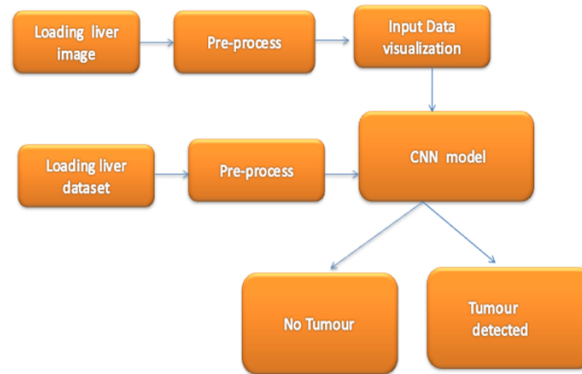 Loading liver
image
Pre-process
Input Data
visualization
Loading liver
dataset
Pre-process
CNN model
No Tumour
Tumour
detected